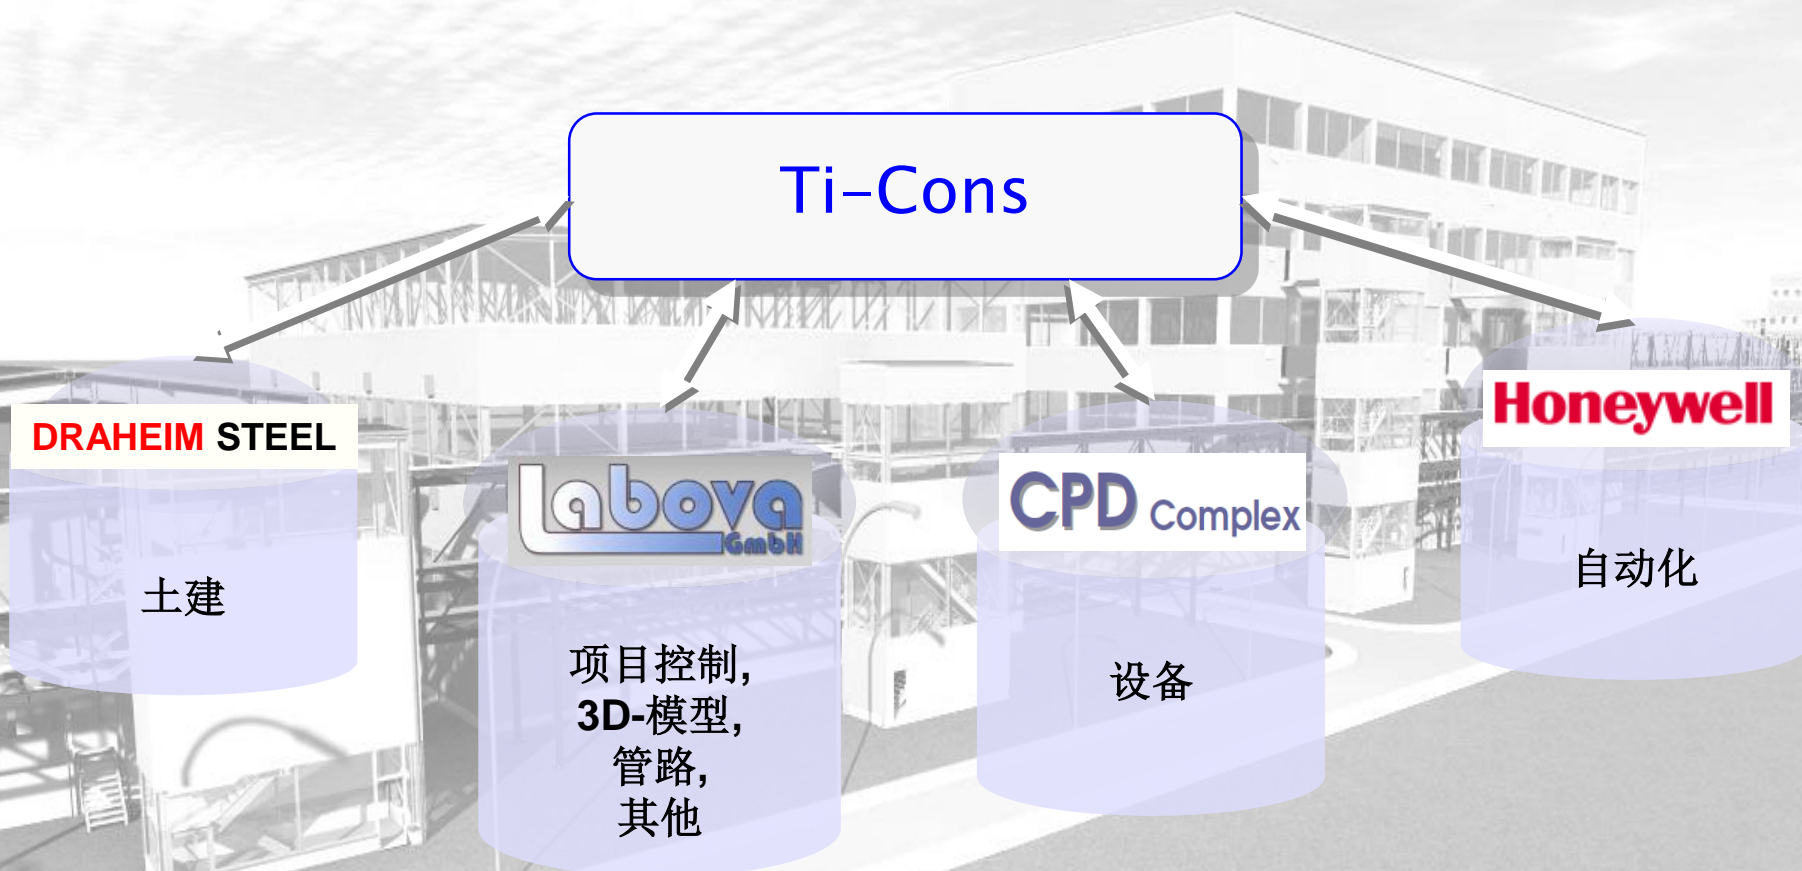 Ti-Cons
DRAHEIM STEEL
土建
Labova
GmbH
项目控制,
3D-模型,
管路,
其他
CPD Complex
设备
Honeywell
自动化